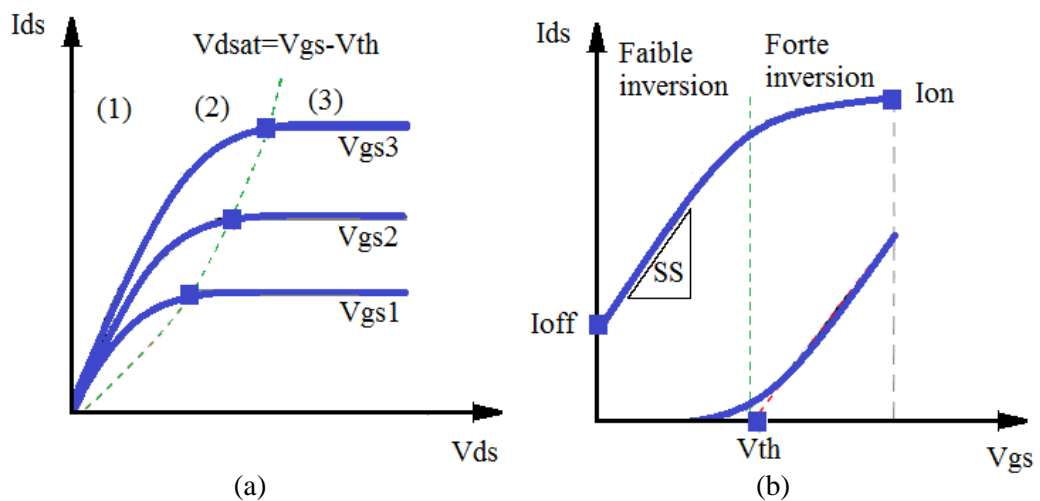 Ids
Vdsat=Vgs-Vth
(1)
(2)
(3)
Vgs3
Vgs2
Vgs1
Vds
(a)
Ids
Faible
inversion
Forte
inversion
Ion
SS
Ioff
Vth
Vgs
(b)